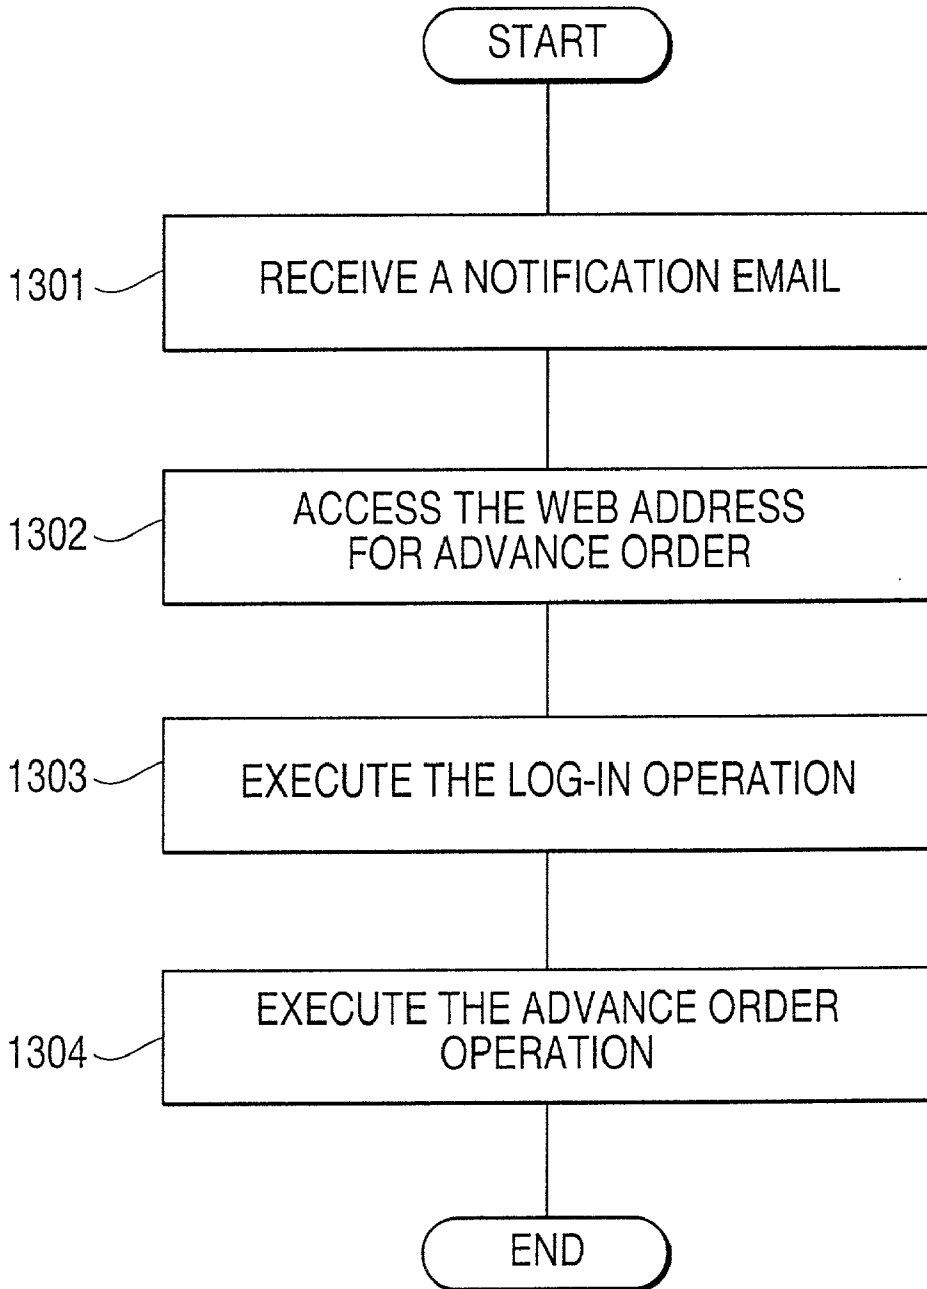 START
1301
RECEIVE A NOTIFICATION EMAIL
1302
ACCESS THE WEB ADDRESS
FOR ADVANCE ORDER
1303
EXECUTE THE LOG-IN OPERATION
1304
EXECUTE THE ADVANCE ORDER
OPERATION
END